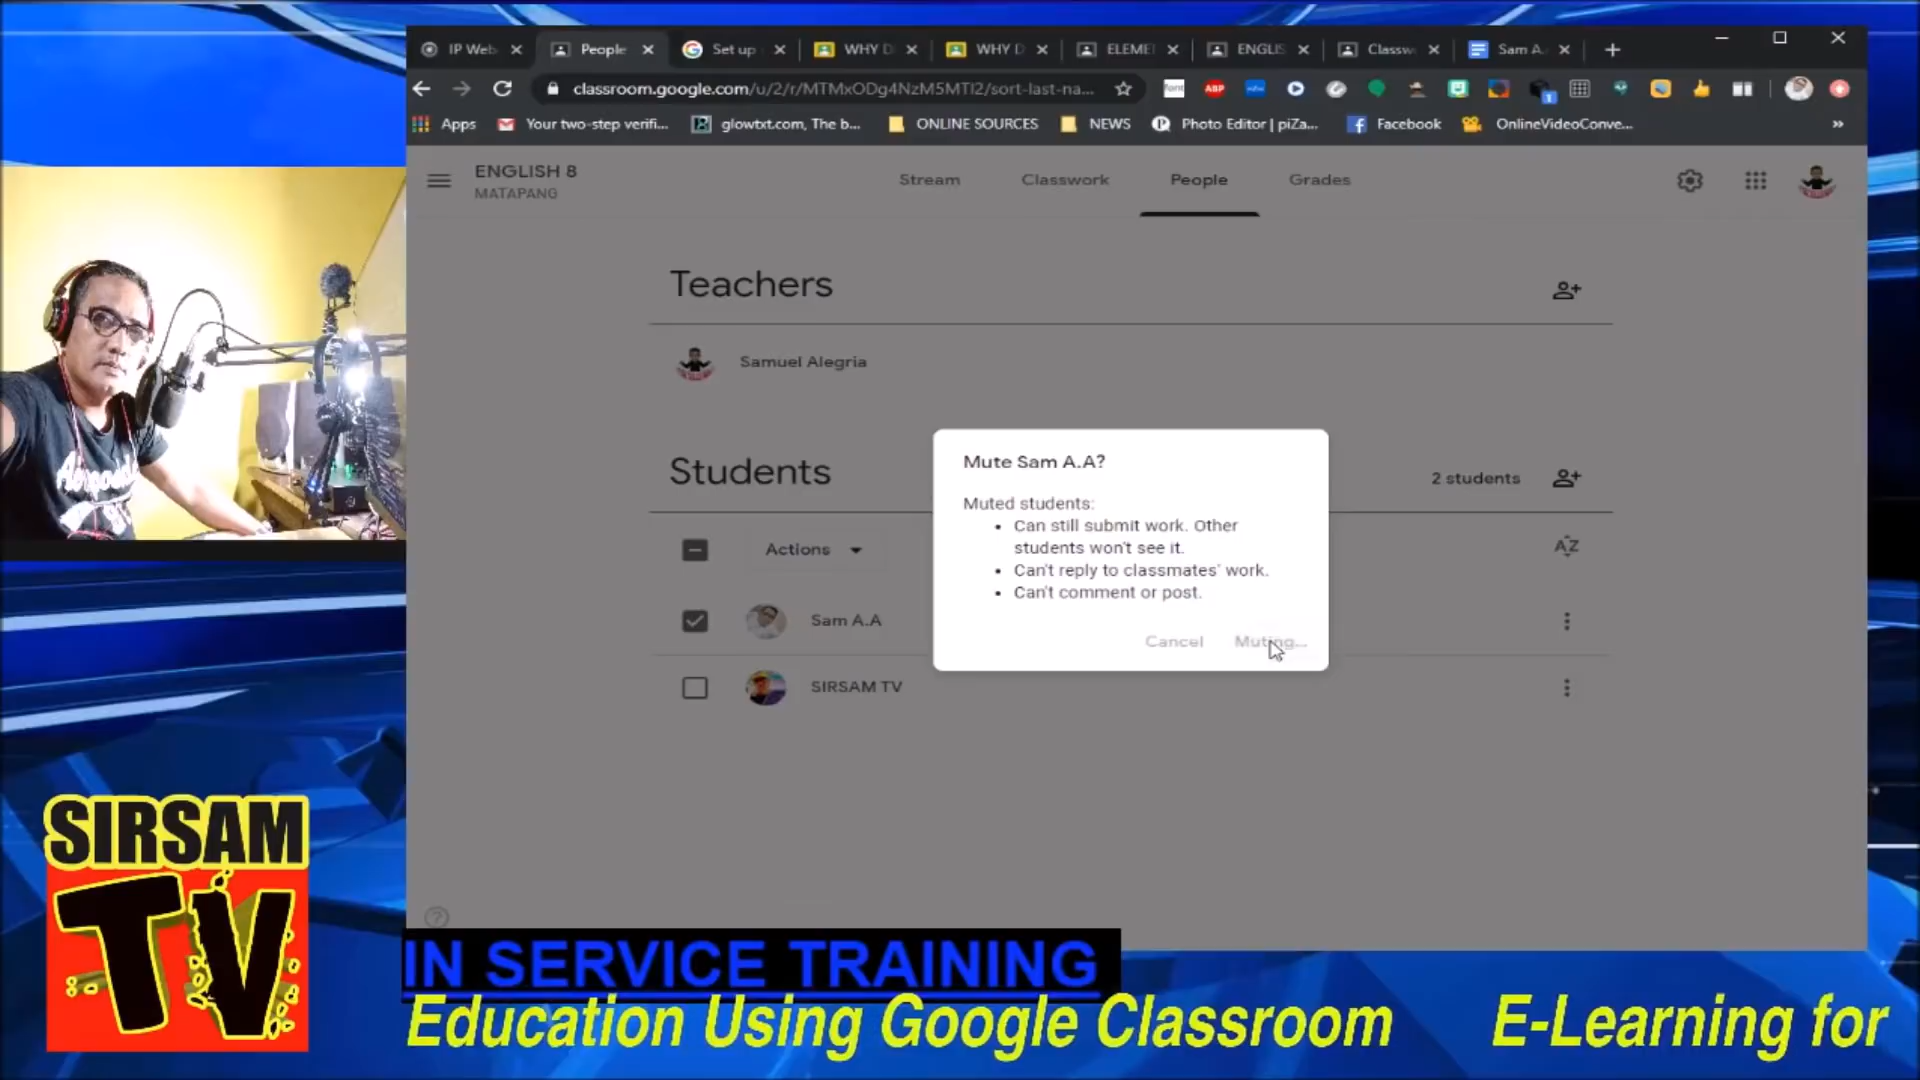 IP Web
People
Set up
WHY D
WHY D
ELEME
ENGLIS
Classw
Sam A.
classroom.google.com/u/2/r/MTMxODg4NzM5MTI2/sort-last-na...
ABP
1
Apps
Your two-step verifi...
glowtxt.com, The b...
ONLINE SOURCES
NEWS
Photo Editor | piZa...
Facebook
OnlineVideoConve...
»
ENGLISH 8
MATAPANG
Stream
Classwork
People
Grades
Teachers
Samuel Alegria
Students
2 students
Actions
AZ
Sam A.A
SIRSAM TV
Mute Sam A.A?
Muted students:
• Can still submit work. Other
students won't see it.
• Can't reply to classmates' work.
• Can't comment or post.
Cancel
Muting...
SIRSAM
TV
IN SERVICE TRAINING
Education Using Google Classroom E-Learning for